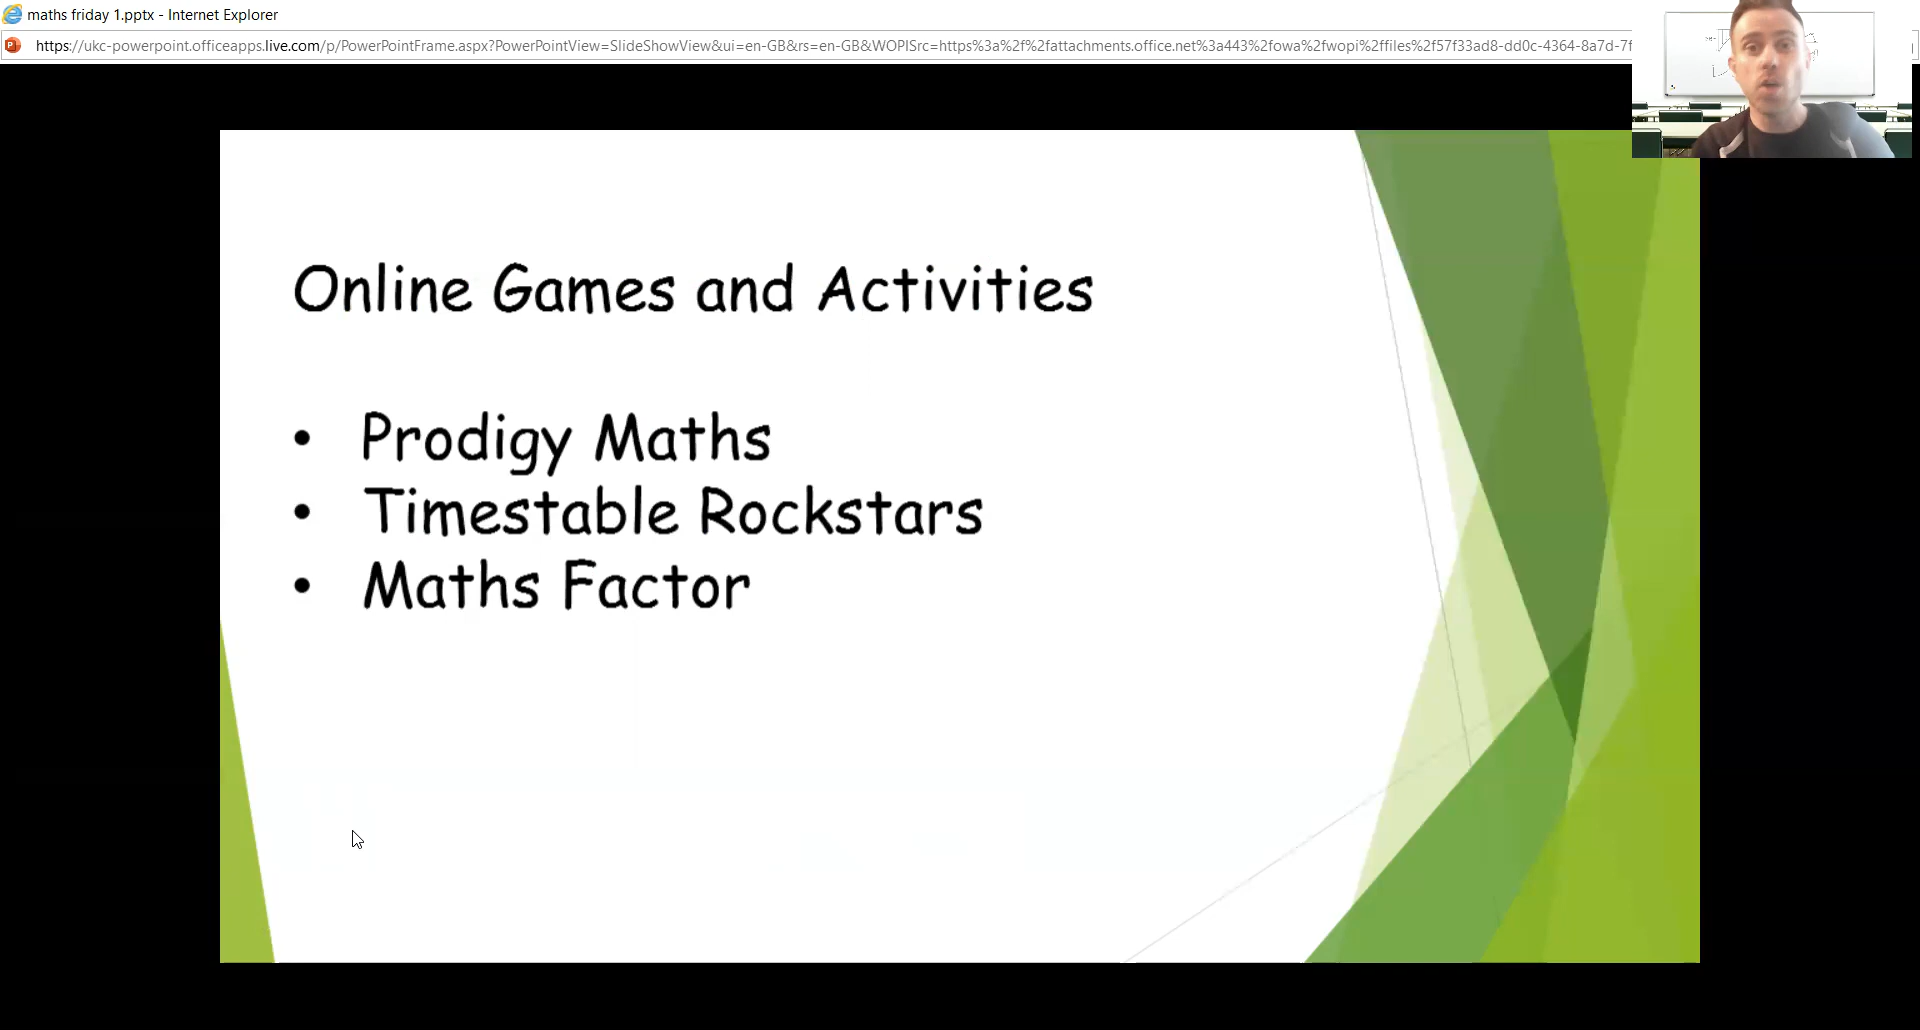 maths friday 1.pptx - Internet Explorer
https://ukc-powerpoint.officeapps.live.com/p/PowerPointFrame.aspx?PowerPointView=SlideShowView&ui=en-GB&rs=en-GB&WOPISrc=https%3a%2f%2fattachments.office.net%3a443%2fowa%2fwopi%2ffiles%2f57f33ad8-dd0c-4364-8a7d-7f
Online Games and Activities
• Prodigy Maths
• Timestable Rockstars
• Maths Factor